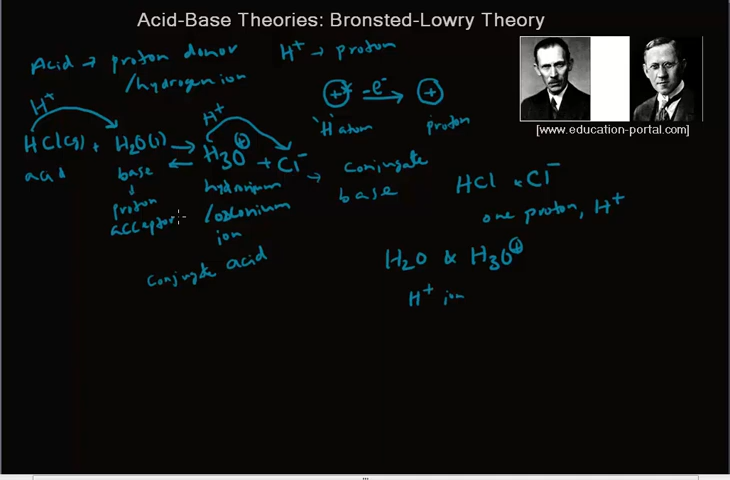 Acid-Base Theories: Bronsted-Lowry Theory
Acid → proton donor
/hydrogen ion
H⁺ → proton
[www.education-portal.com]
+ -e⁻ → +
'H' atom
proton
H⁺
H⁺
HCl(g) + H₂O(l) ⇌ H₃O⁺ + Cl⁻
acid
base
↓
proton
acceptor
hydronium
/oxonium
ion
conjugate acid
→ Conjugate
base
HCl & Cl⁻
one proton, H⁺
H₂O & H₃O⁺
H⁺ ion